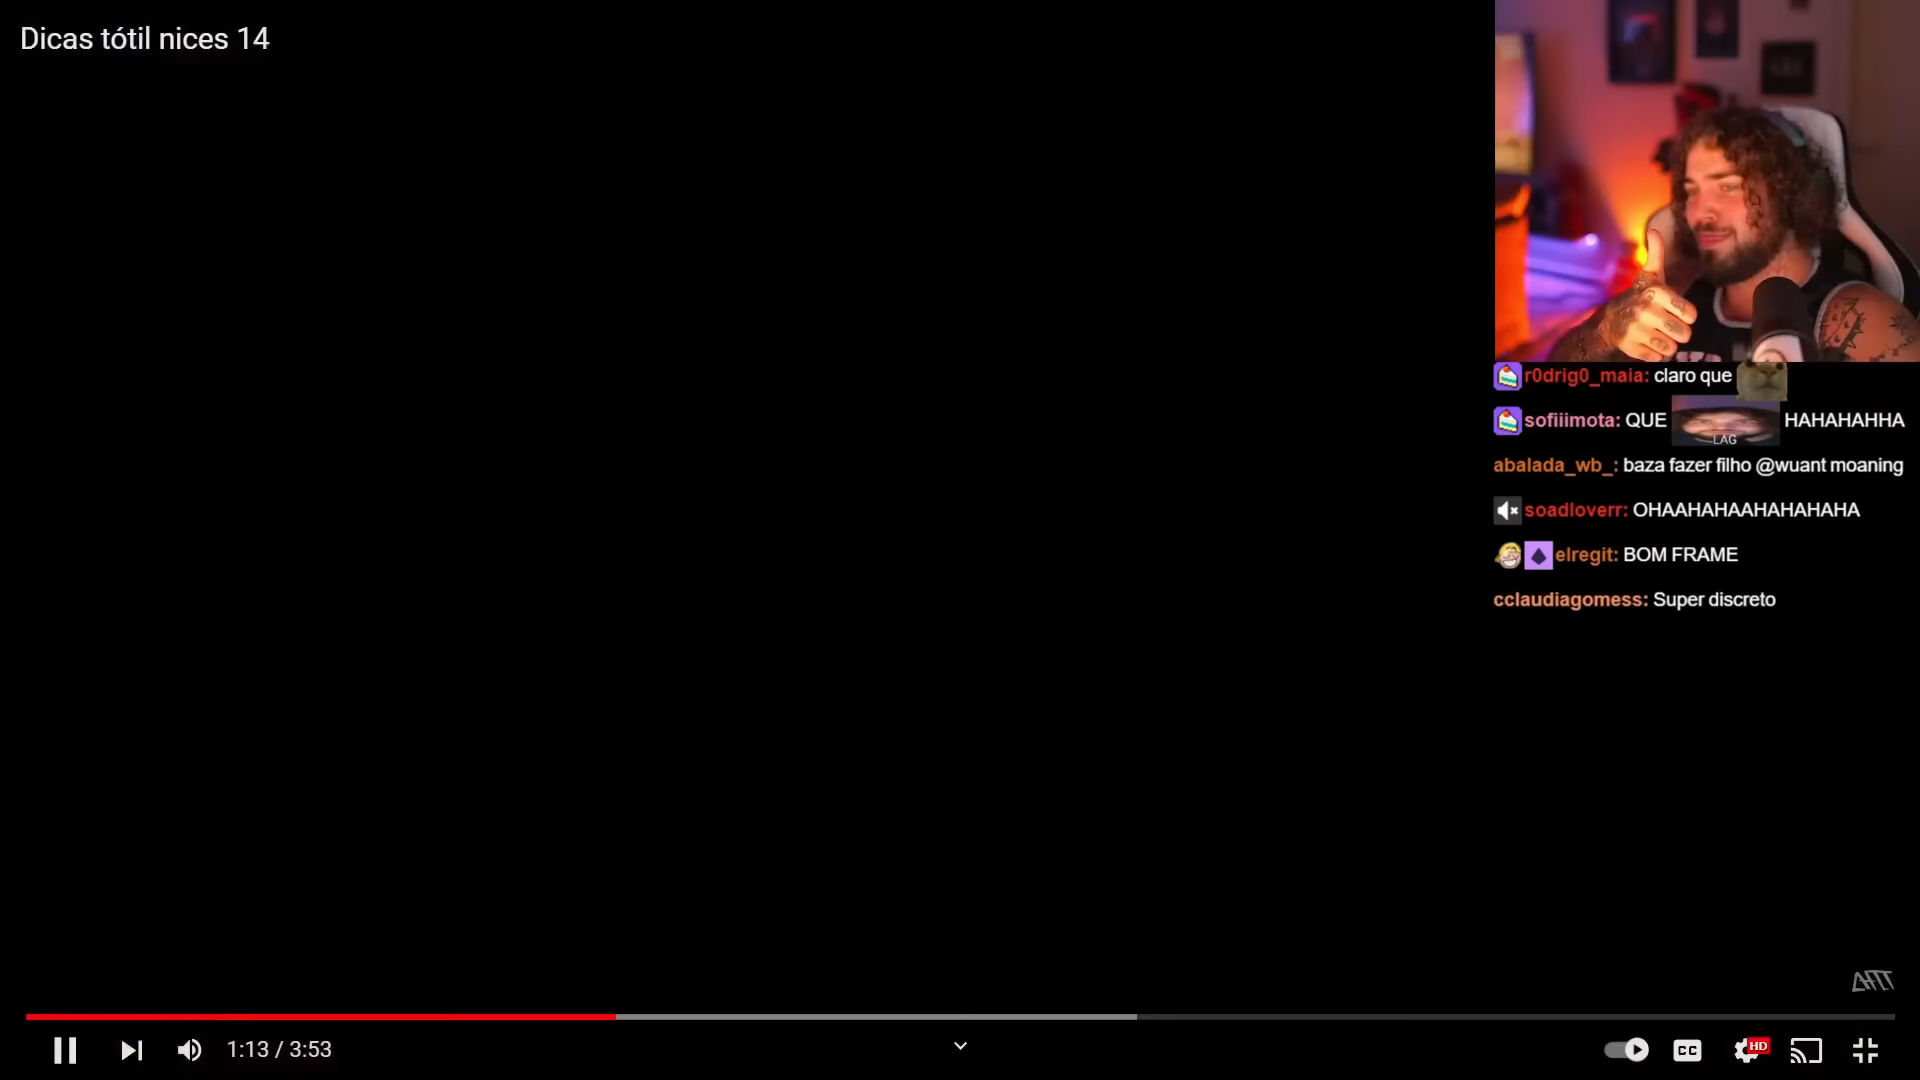 Dicas tótil nices 14
r0drig0_maia: claro que
sofiiimota: QUE LAG HAHAHAHHA
abalada_wb_: baza fazer filho @wuant moaning
soadloverr: OHAAHAHAAHAHAHAHA
elregit: BOM FRAME
cclaudiagomess: Super discreto
1:13 / 3:53
CC
HD